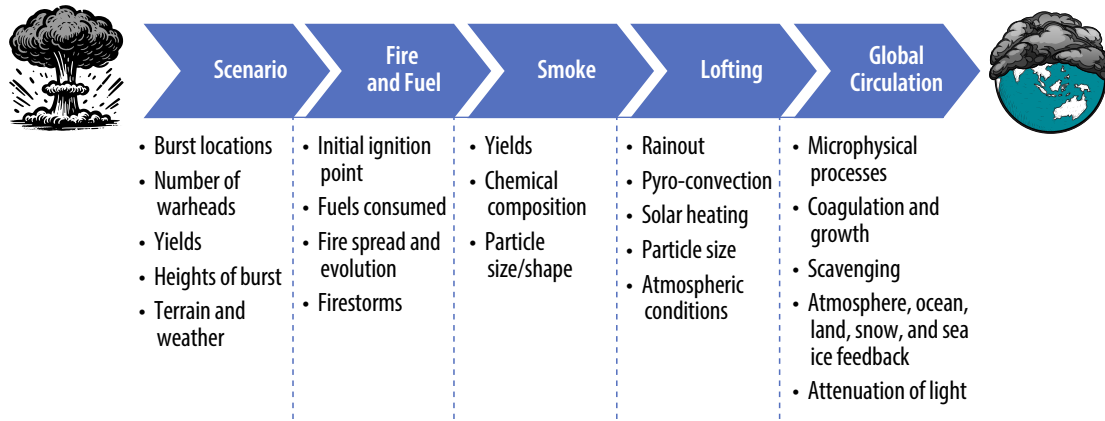 Scenario
Fire
and Fuel
Smoke
Lofting
Global
Circulation
• Burst locations
• Number of
warheads
• Yields
• Heights of burst
• Terrain and
weather
• Initial ignition
point
• Fuels consumed
• Fire spread and
evolution
• Firestorms
• Yields
• Chemical
composition
• Particle
size/shape
• Rainout
• Pyro-convection
• Solar heating
• Particle size
• Atmospheric
conditions
• Microphysical
processes
• Coagulation and
growth
• Scavenging
• Atmosphere, ocean,
land, snow, and sea
ice feedback
• Attenuation of light